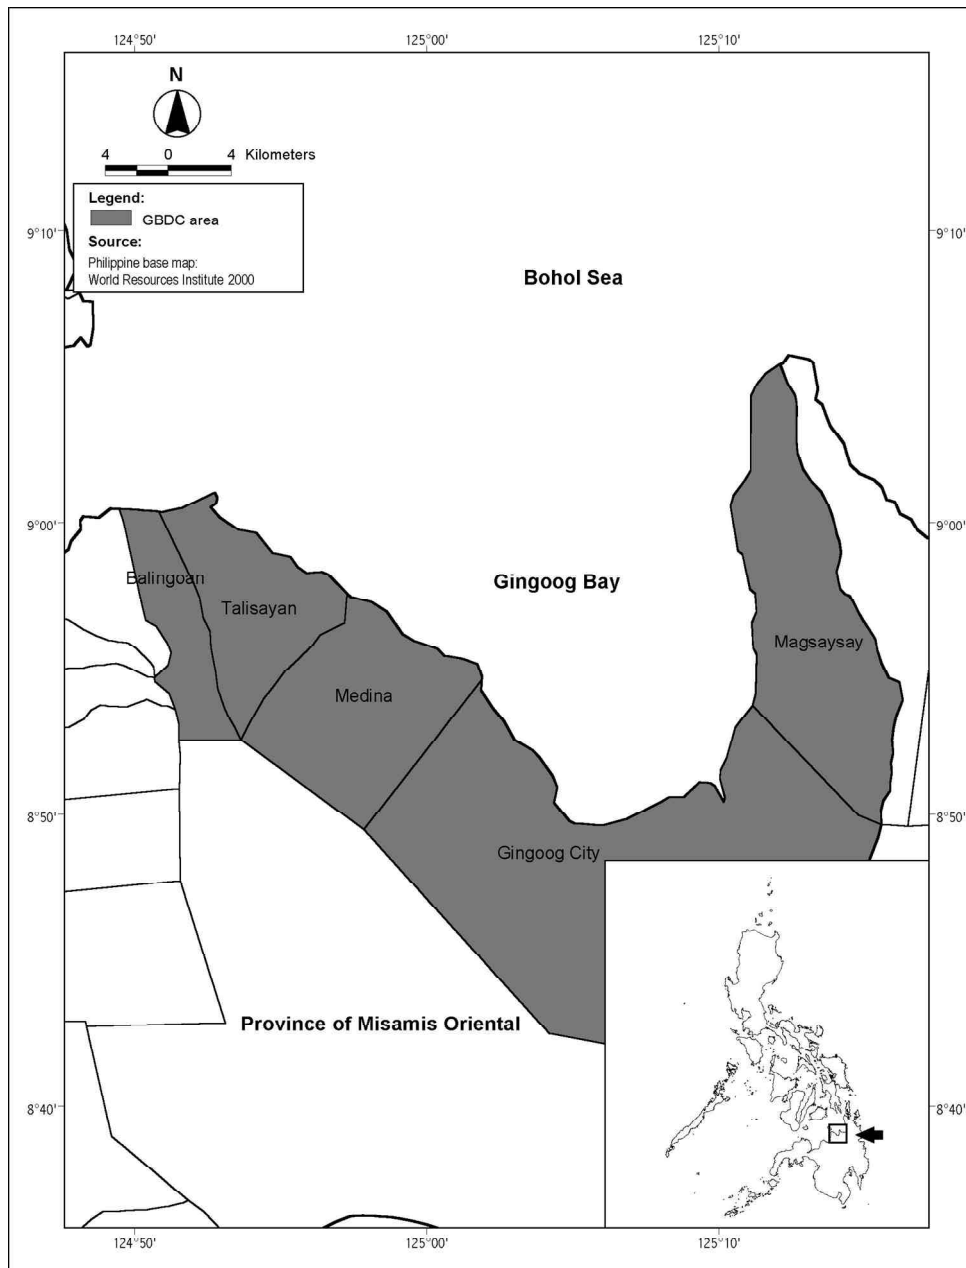 124°50'
125°00'
125°10'
N
4 0 4 Kilometers
Legend:
GBDC area
Source:
Philippine base map:
World Resources Institute 2000
9°10'
9°10'
Bohol Sea
9°00'
9°00'
Balingoan
Talisayan
Gingoog Bay
Magsaysay
Medina
8°50'
8°50'
Gingoog City
Province of Misamis Oriental
8°40'
8°40'
124°50'
125°00'
125°10'